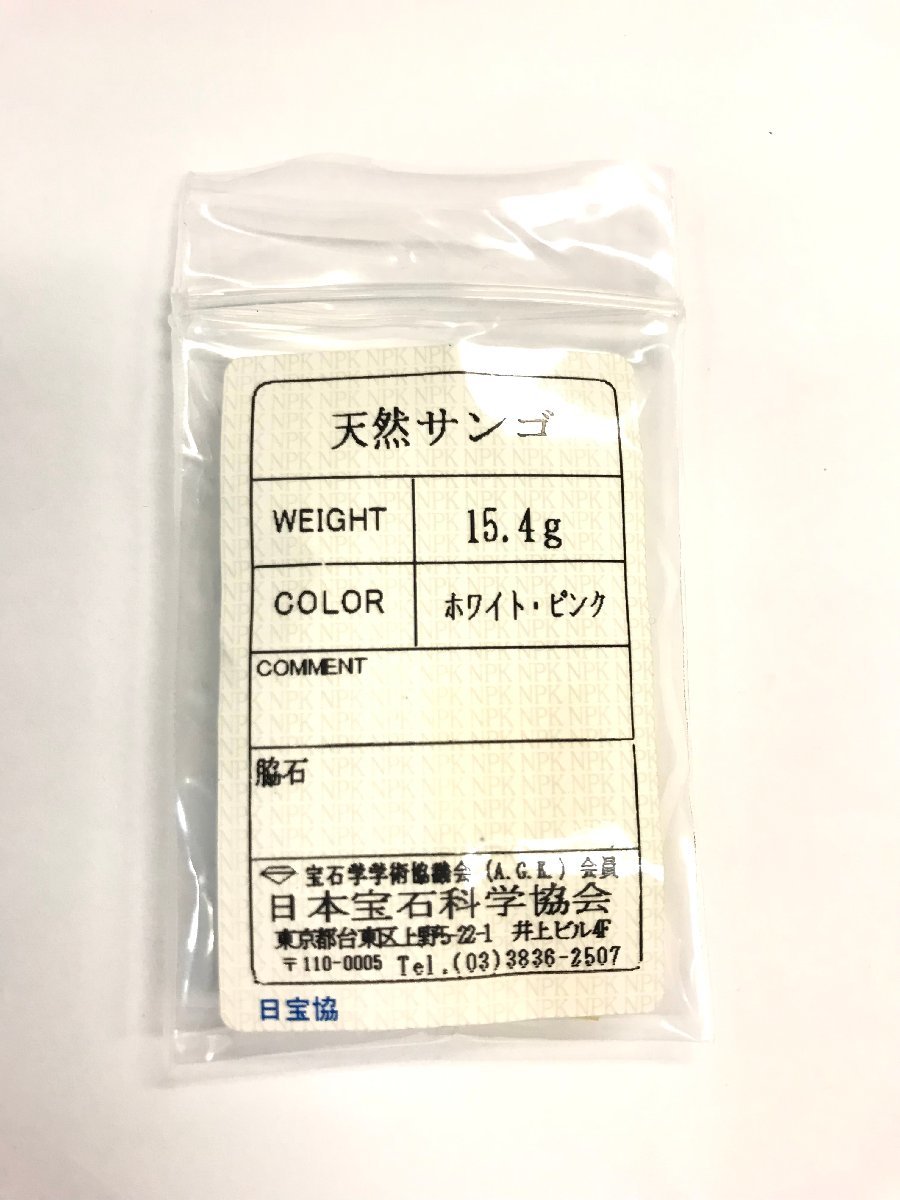 天然サンゴ
WEIGHT 15.4g
COLOR ホワイト・ピンク
COMMENT
脇石
宝石学学術協議会 (A.G.K.) 会員
日本宝石科学協会
東京都台東区上野5-22-1 井上ビル4F
〒110-0005 Tel.(03)3836-2507
日宝協